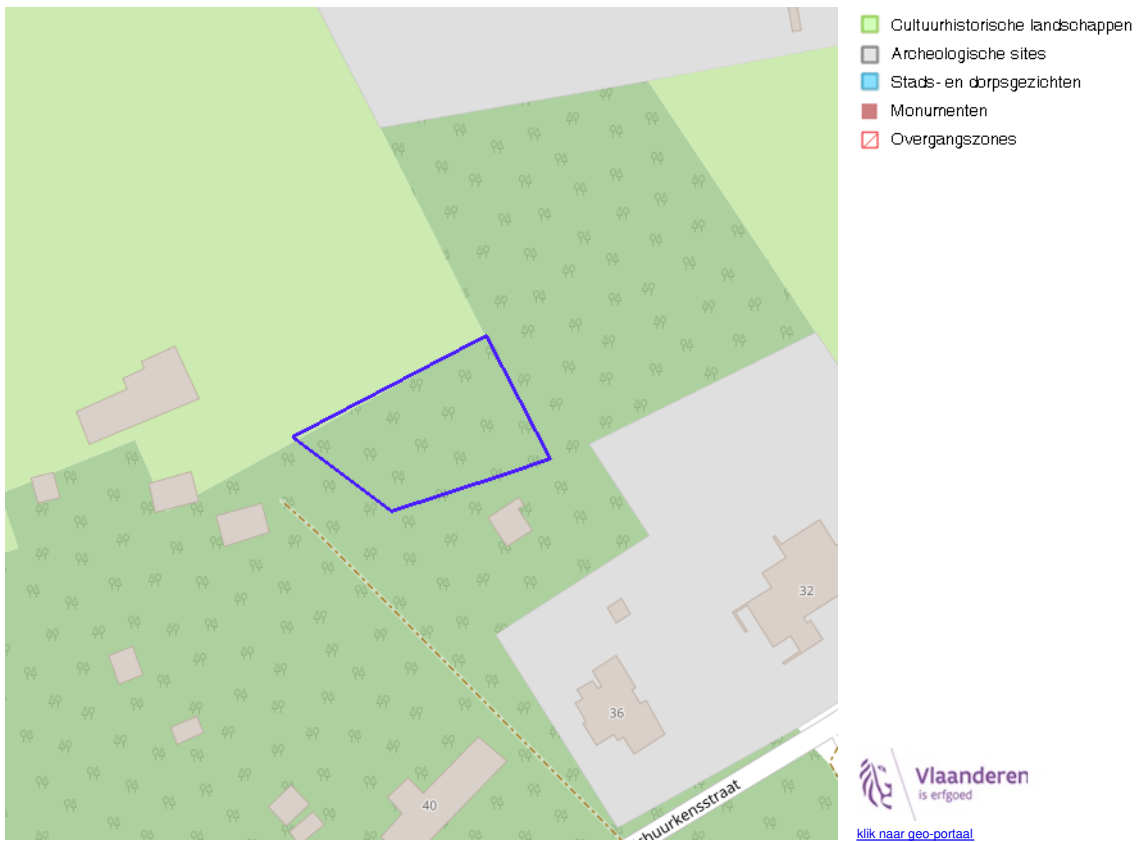 Cultuurhistorische landschappen
Archeologische sites
Stads- en dorpsgezichten
Monumenten
Overgangszones
32
36
40
huurkensstraat
Vlaanderen
is erfgoed
klik naar geo-portaal